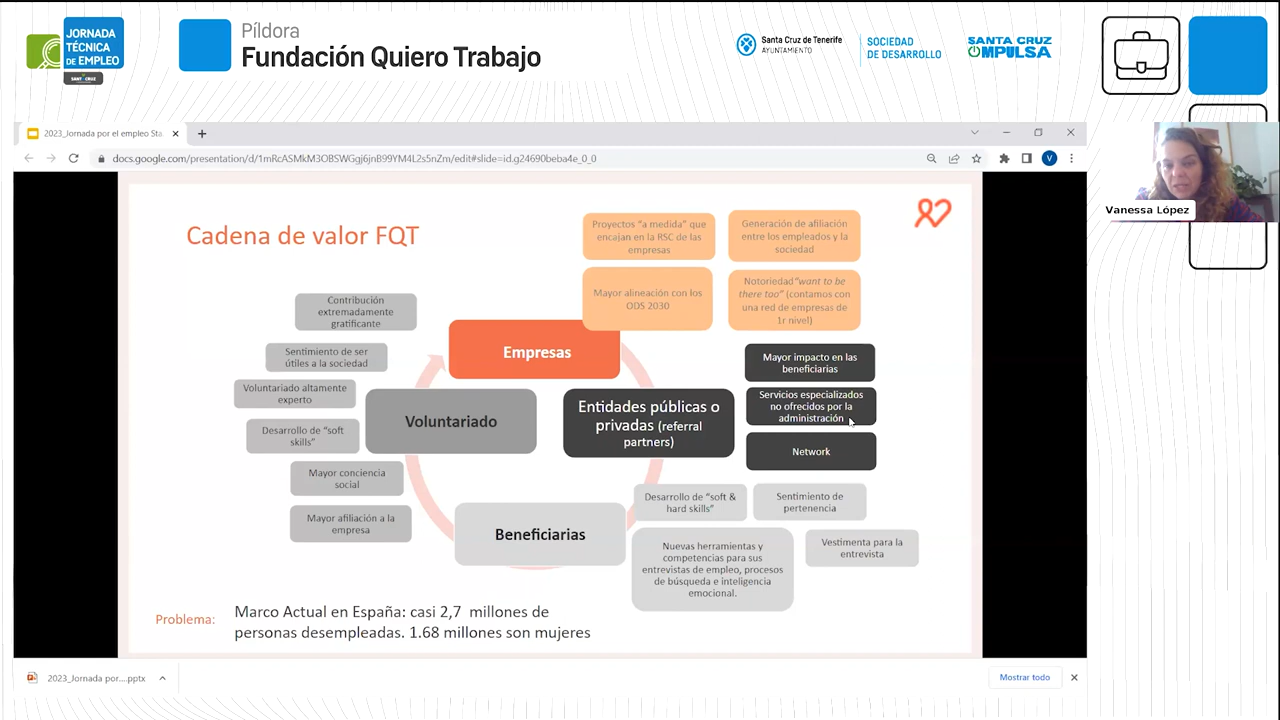 JORNADA
TÉCNICA
DE EMPLEO
SANTACRUZ
Píldora
Fundación Quiero Trabajo
Santa Cruz de Tenerife
AYUNTAMIENTO
SOCIEDAD
DE DESARROLLO
SANTA CRUZ
IMPULSA
2023_Jornada por el empleo Sta
docs.google.com/presentation/d/1mRcASMkM3OBSWGgj6jnB99YM4L2s5nZm/edit#slide=id.g24690beba4e_0_0
V
Vanessa López
Cadena de valor FQT
Proyectos "a medida" que
encajan en la RSC de las
empresas
Generación de afiliación
entre los empleados y la
sociedad
Mayor alineación con los
ODS 2030
Notoriedad"want to be
there too" (contamos con
una red de empresas de
1r nivel)
Contribución
extremadamente
gratificante
Sentimiento de ser
útiles a la sociedad
Voluntariado altamente
experto
Desarrollo de "soft
skills"
Mayor conciencia
social
Mayor afiliación a la
empresa
Empresas
Voluntariado
Entidades públicas o
privadas (referral
partners)
Beneficiarias
Mayor impacto en las
beneficiarias
Servicios especializados
no ofrecidos por la
administración
Network
Desarrollo de "soft &
hard skills"
Sentimiento de
pertenencia
Nuevas herramientas y
competencias para sus
entrevistas de empleo, procesos
de búsqueda e inteligencia
emocional.
Vestimenta para la
entrevista
Problema:
Marco Actual en España: casi 2,7 millones de
personas desempleadas. 1.68 millones son mujeres
2023_Jornada por....pptx
Mostrar todo